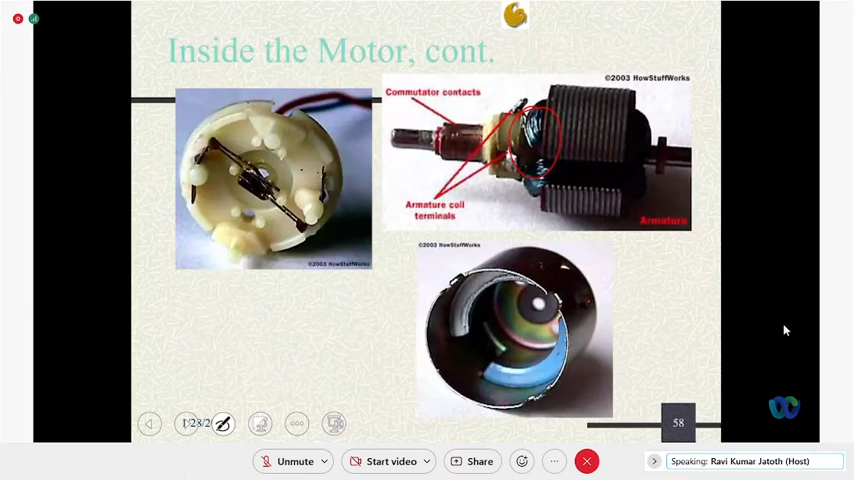 Inside the Motor, cont.
©2003 HowStuffWorks
Commutator contacts
Armature coil
terminals
Armature
©2003 HowStuffWorks
©2003 HowStuffWorks
58
Unmute
Start video
Share
Speaking: Ravi Kumar Jatoth (Host)